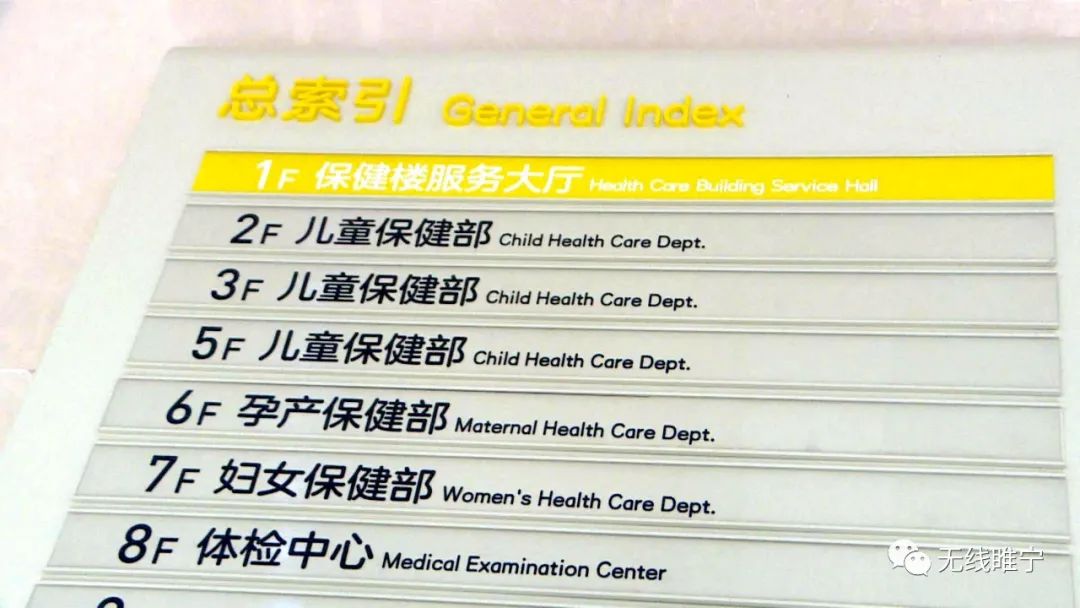 总索引 General Index
1F 保健楼服务大厅 Health Care Building Service Hall
2F 儿童保健部 Child Health Care Dept.
3F 儿童保健部 Child Health Care Dept.
5F 儿童保健部 Child Health Care Dept.
6F 孕产保健部 Maternal Health Care Dept.
7F 妇女保健部 Women's Health Care Dept.
8F 体检中心 Medical Examination Center
无线睢宁